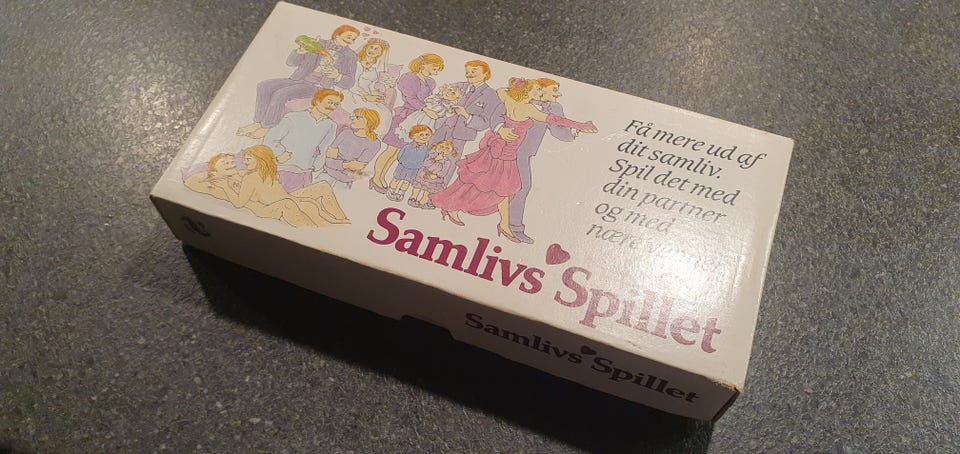 Få mere ud af
dit samliv.
Spil det med
din partner
og med
Samlivs Spillet
Samlivs Spillet